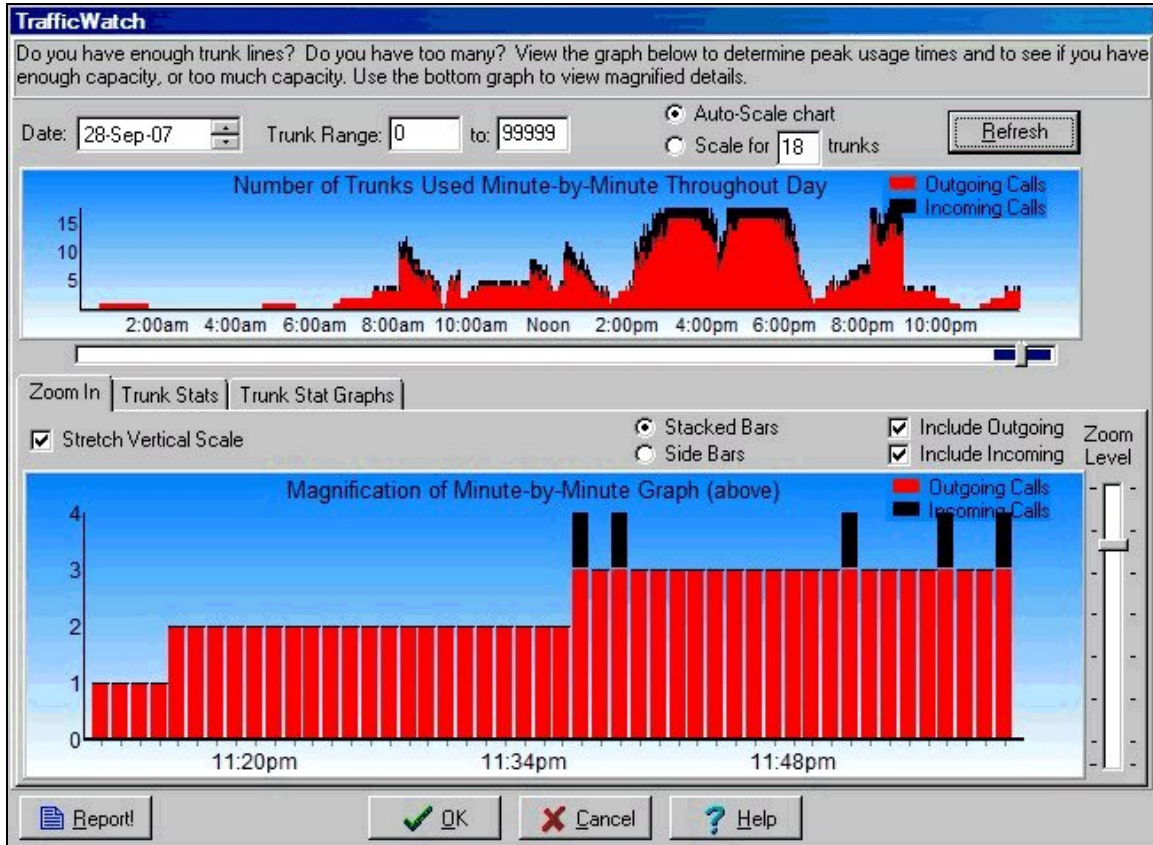 TrafficWatch
Do you have enough trunk lines? Do you have too many? View the graph below to determine peak usage times and to see if you have
enough capacity, or too much capacity. Use the bottom graph to view magnified details.
Date: 28-Sep-07 Trunk Range: 0 to: 99999
Auto-Scale chart
Scale for 18 trunks
Refresh
Number of Trunks Used Minute-by-Minute Throughout Day
Outgoing Calls
Incoming Calls
15
10
5
2:00am 4:00am 6:00am 8:00am 10:00am Noon 2:00pm 4:00pm 6:00pm 8:00pm 10:00pm
Zoom In Trunk Stats Trunk Stat Graphs
Stretch Vertical Scale
Stacked Bars
Side Bars
Include Outgoing
Include Incoming
Zoom
Level
Magnification of Minute-by-Minute Graph (above)
Outgoing Calls
Incoming Calls
4
3
2
1
0
11:20pm 11:34pm 11:48pm
Report! OK Cancel Help